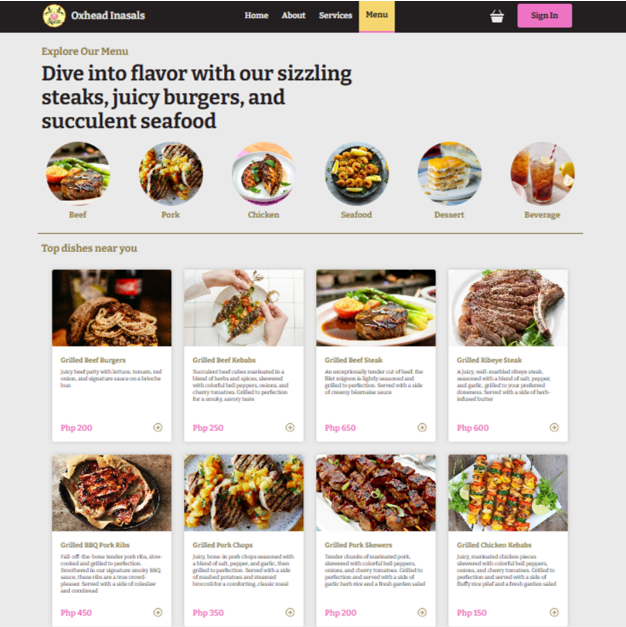 Oxhead Inasals
Home About Services Menu
Sign In
Explore Our Menu
Dive into flavor with our sizzling
steaks, juicy burgers, and
succulent seafood
Beef Pork Chicken Seafood Dessert Beverage
Top dishes near you
Grilled Beef Burgers
Juicy beef patty with lettuce, tomato, red
onion, and signature sauce on a brioche
bun
Php 200
Grilled Beef Kebabs
Succulent beef cubes marinated in a
blend of herbs and spices, skewered
with colorful bell peppers, onions, and
cherry tomatoes. Grilled to perfection
for a smoky, savory taste
Php 250
Grilled Beef Steak
An exceptionally tender cut of beef, the
filet mignon is lightly seasoned and
grilled to perfection. Served with a side
of creamy béarnaise sauce
Php 650
Grilled Ribeye Steak
A juicy, well-marbled ribeye steak,
seasoned with a blend of salt, pepper,
and garlic, grilled to your preferred
doneness. Served with a side of herb-
infused butter
Php 600
Grilled BBQ Pork Ribs
Fall-off-the-bone tender pork ribs, slow-
cooked and grilled to perfection.
Smothered in our signature smoky BBQ
sauce, these ribs are a true crowd-
pleaser. Served with a side of coleslaw
and cornbread
Php 450
Grilled Pork Chops
Juicy, bone-in pork chops seasoned with
a blend of salt, pepper, and garlic, then
grilled to perfection. Served with a side
of mashed potatoes and steamed
broccoli for a comforting, classic meal
Php 350
Grilled Pork Skewers
Tender chunks of marinated pork,
skewered with colorful bell peppers,
onions, and cherry tomatoes. Grilled to
perfection and served with a side of
garlic herb rice and a fresh garden salad
Php 200
Grilled Chicken Kebabs
Juicy, marinated chicken pieces
skewered with colorful bell peppers,
onions, and cherry tomatoes. Grilled to
perfection and served with a side of
fluffy rice pilaf and a fresh garden salad
Php 150